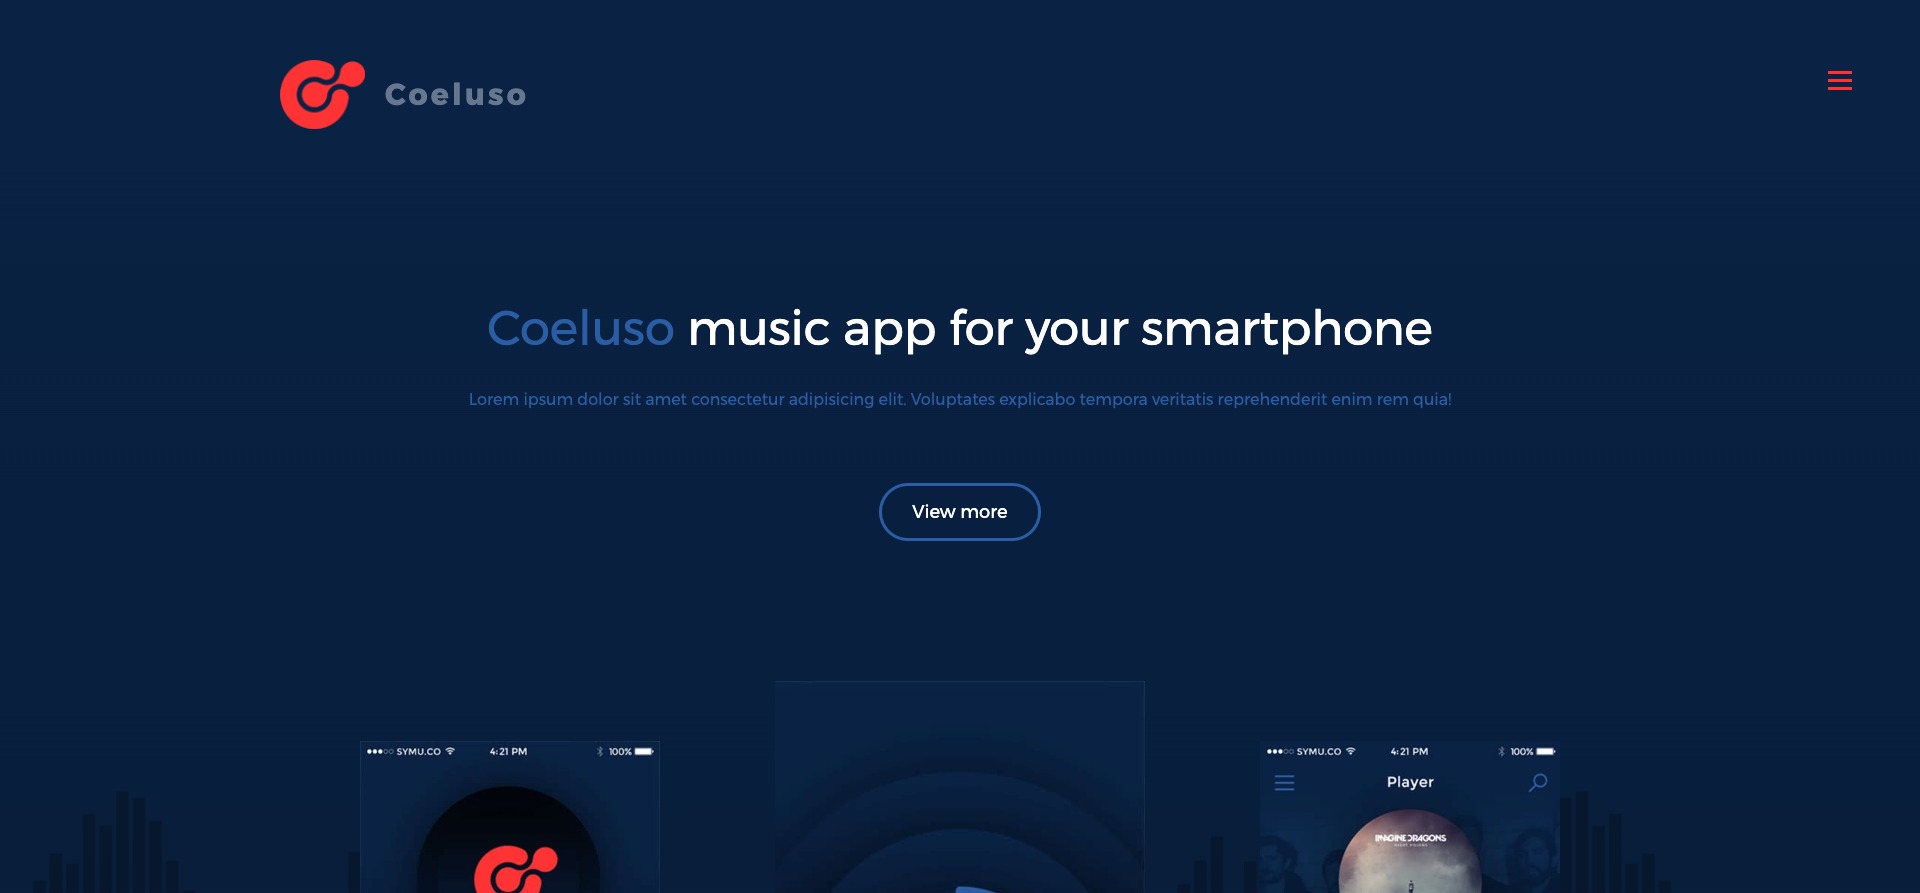 Coeluso
Coeluso music app for your smartphone
Lorem ipsum dolor sit amet consectetur adipisicing elit. Voluptates explicabo tempora veritatis reprehenderit enim rem quia!
View more
SYMU.CO 4:21 PM 100%
SYMU.CO 4:21 PM 100%
Player
IMAGINE DRAGONS
NIGHT VISIONS